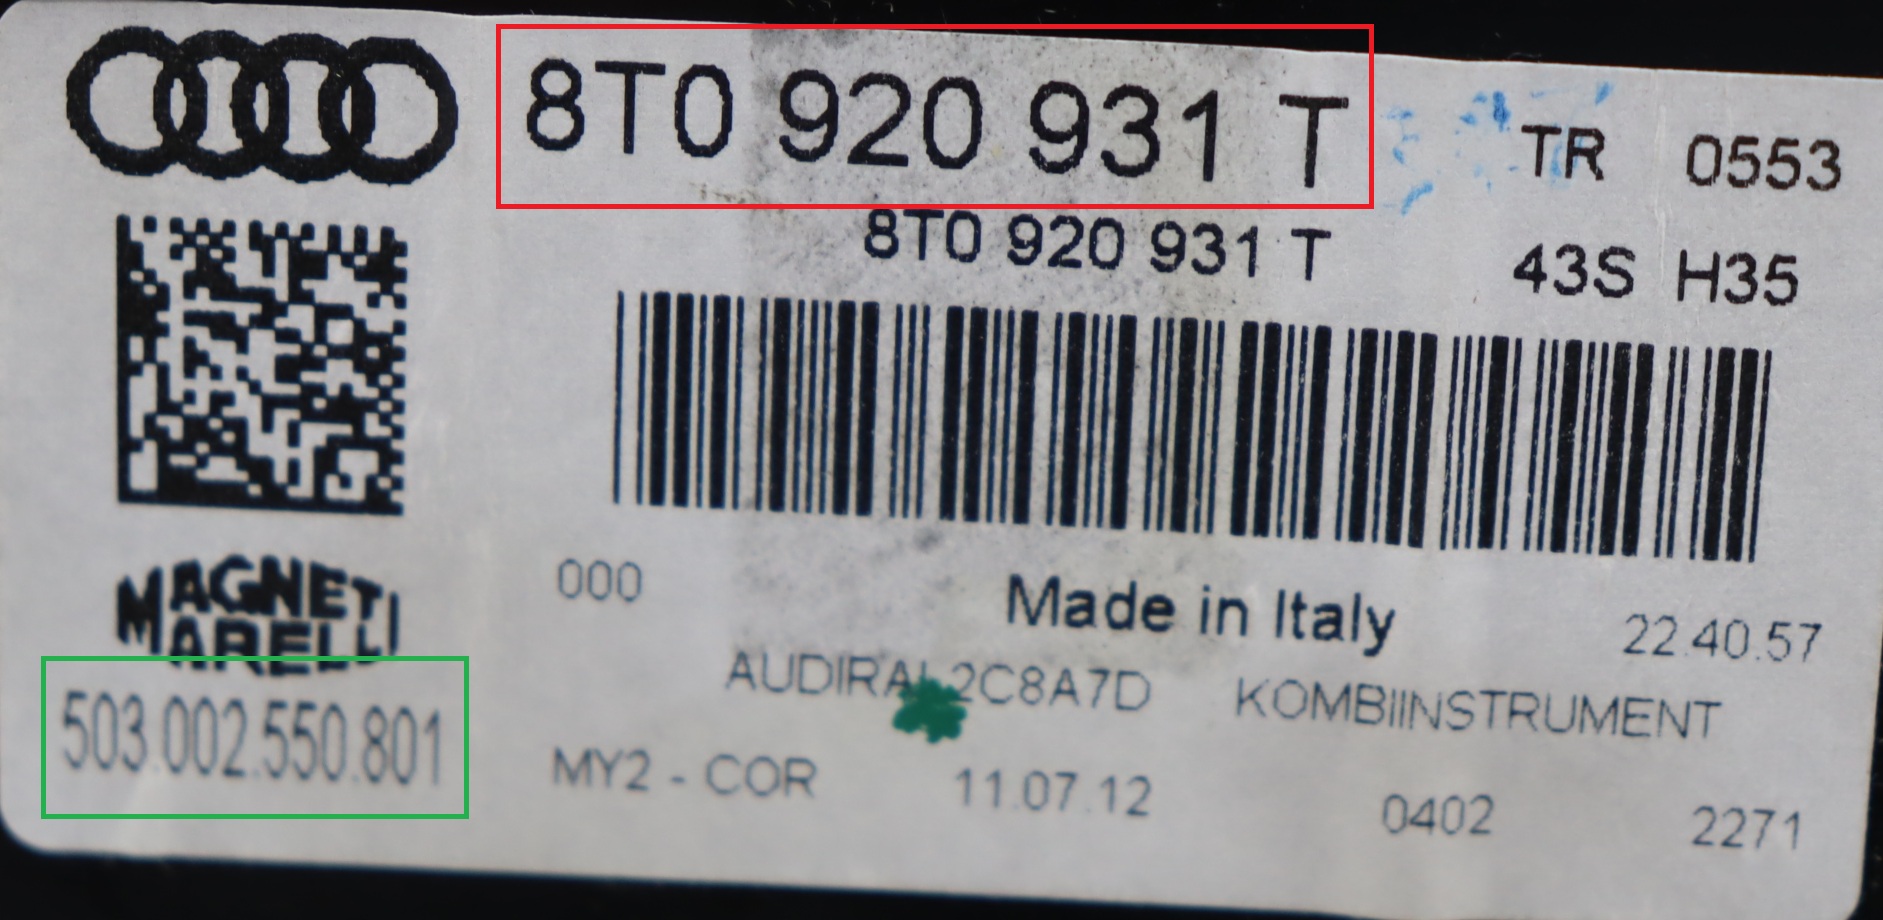 8T0 920 931 T TR 0553
8T0 920 931 T 43S H35
MAGNETI
MARELLI
000 Made in Italy 22.40.57
2C8A7D KOMBIINSTRUMENT
503.002.550.801
MY2 - COR 11.07.12 0402 2271